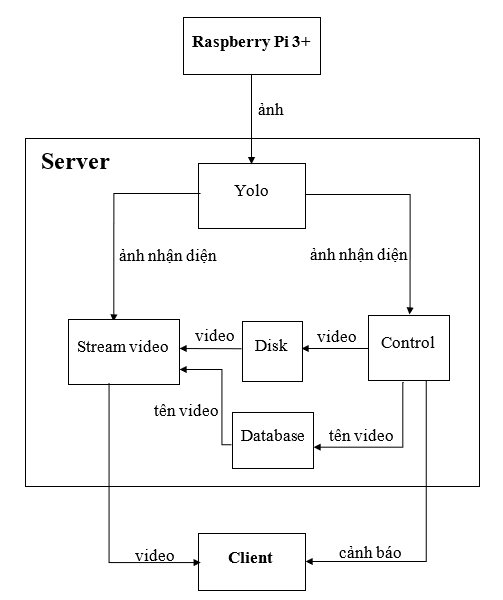 Raspberry Pi 3+
ảnh
Server
Yolo
ảnh nhận diện
ảnh nhận diện
Stream video
video
Disk
video
Control
tên video
Database
tên video
video
Client
cảnh báo